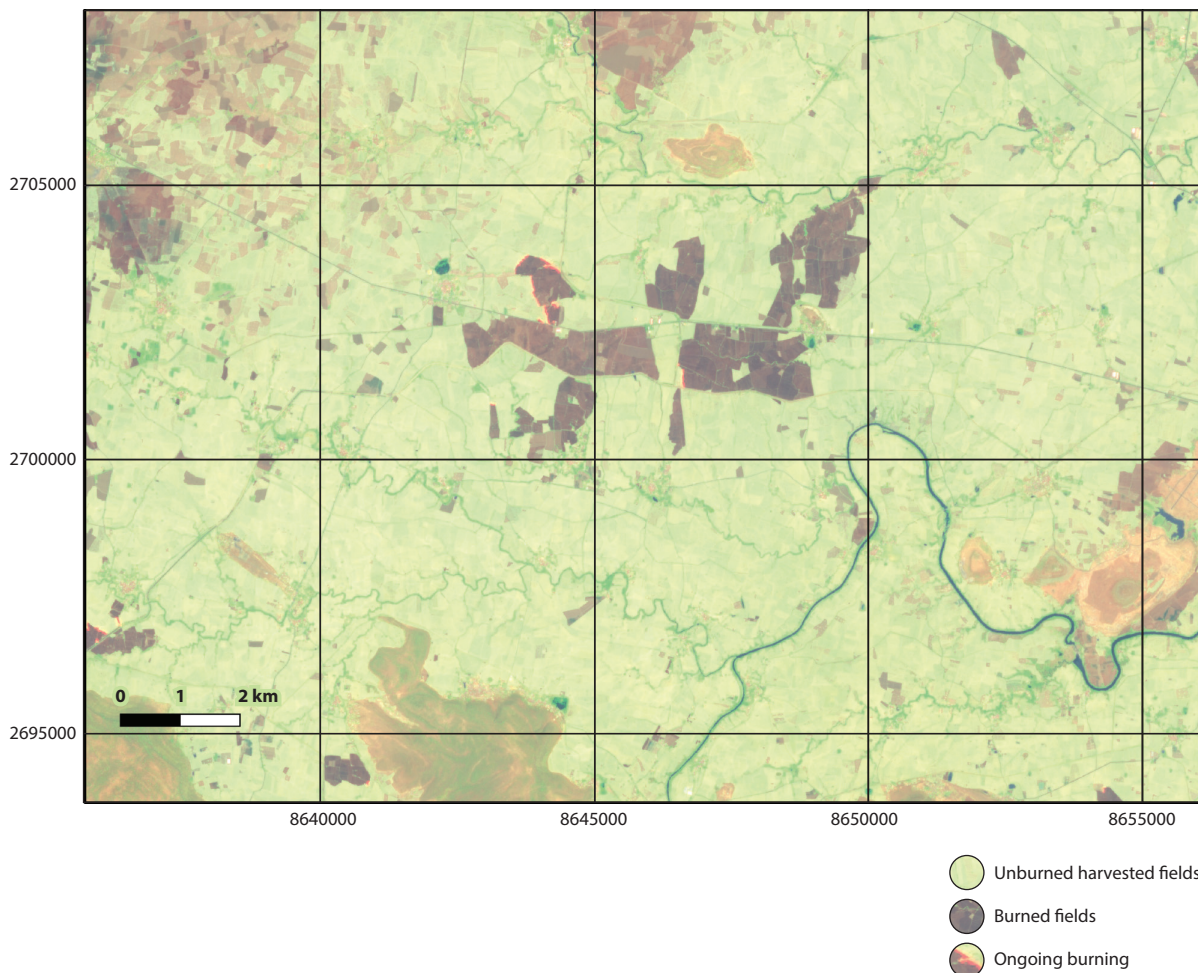 2705000
2700000
0 1 2 km
2695000
8640000 8645000 8650000 8655000
Unburned harvested fields
Burned fields
Ongoing burning